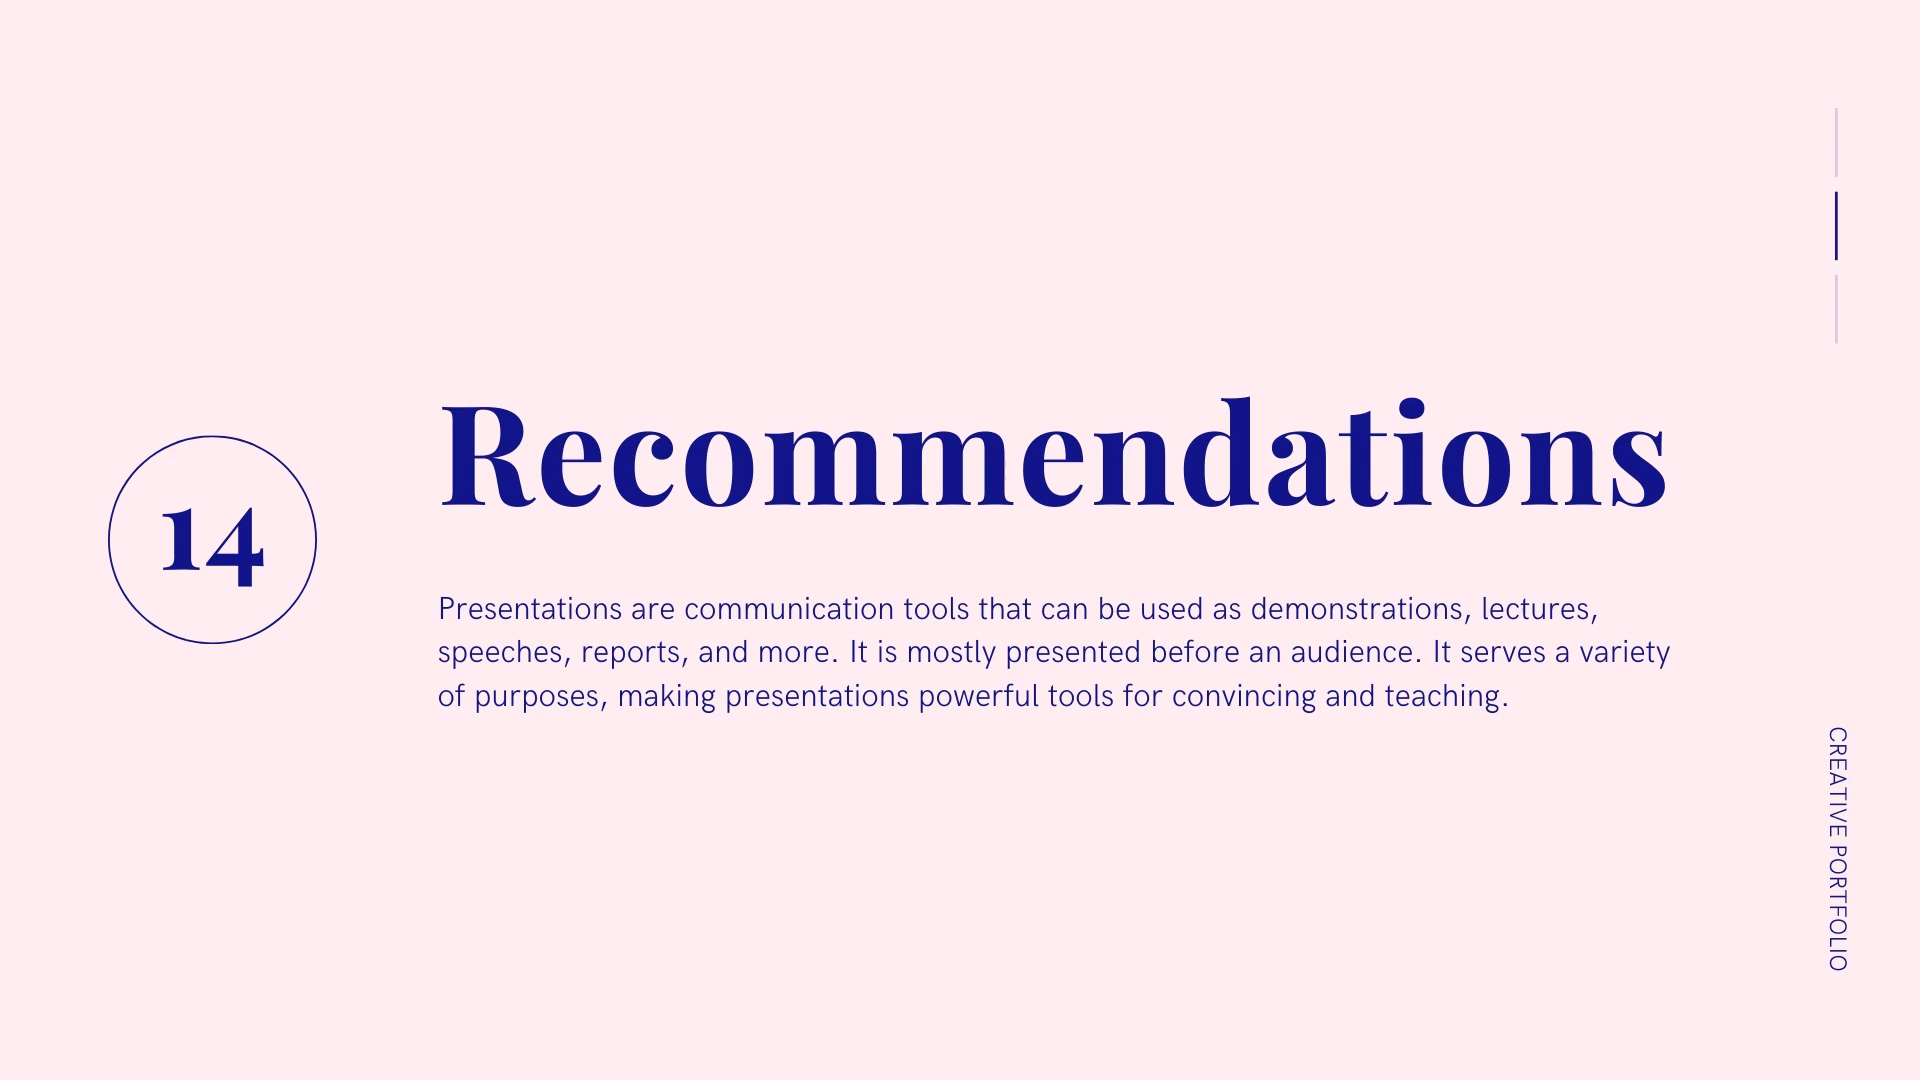 14
Recommendations
Presentations are communication tools that can be used as demonstrations, lectures,
speeches, reports, and more. It is mostly presented before an audience. It serves a variety
of purposes, making presentations powerful tools for convincing and teaching.
CREATIVE PORTFOLIO